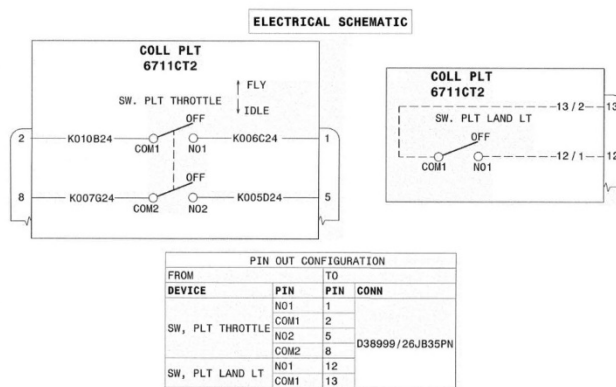 ELECTRICAL SCHEMATIC
COLL PLT
6711CT2
SW. PLT THROTTLE
FLY
IDLE
OFF
2
K010B24
COM1
NO1
K006C24
1
OFF
8
K007G24
COM2
NO2
K005D24
5
COLL PLT
6711CT2
13 / 2
13
SW. PLT LAND LT
OFF
COM1
NO1
12 / 1
12
PIN OUT CONFIGURATION
FROM TO
DEVICE PIN PIN CONN
SW, PLT THROTTLE
NO1 1
COM1 2
NO2 5
COM2 8
D38999/26JB35PN
SW, PLT LAND LT
NO1 12
COM1 13